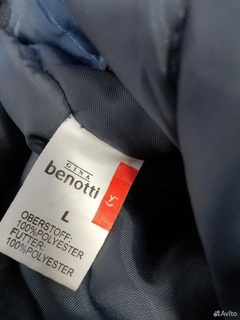 GINA
benotti
L
OBERSTOFF:
100%POLYESTER
FUTTER:
100%POLYESTER
Avito